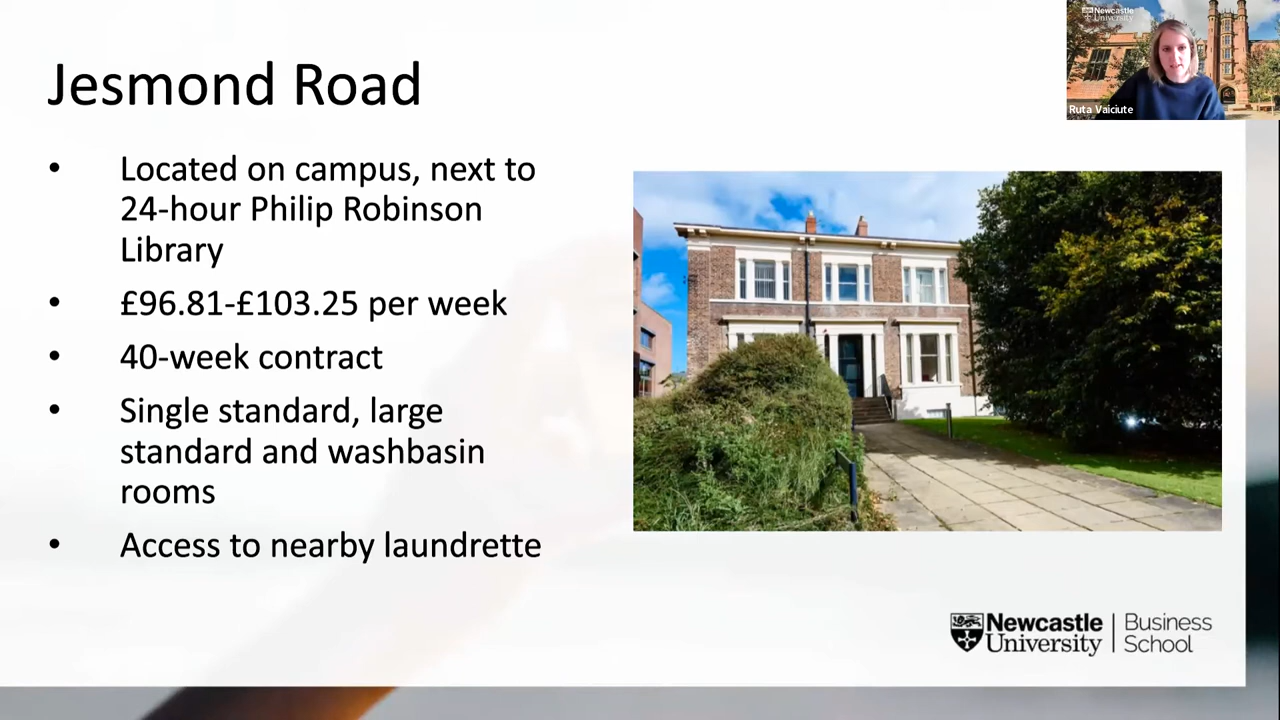 Newcastle
University
Ruta Vaiciute
Jesmond Road
• Located on campus, next to
24-hour Philip Robinson
Library
• £96.81-£103.25 per week
• 40-week contract
• Single standard, large
standard and washbasin
rooms
• Access to nearby laundrette
Newcastle
University
Business
School